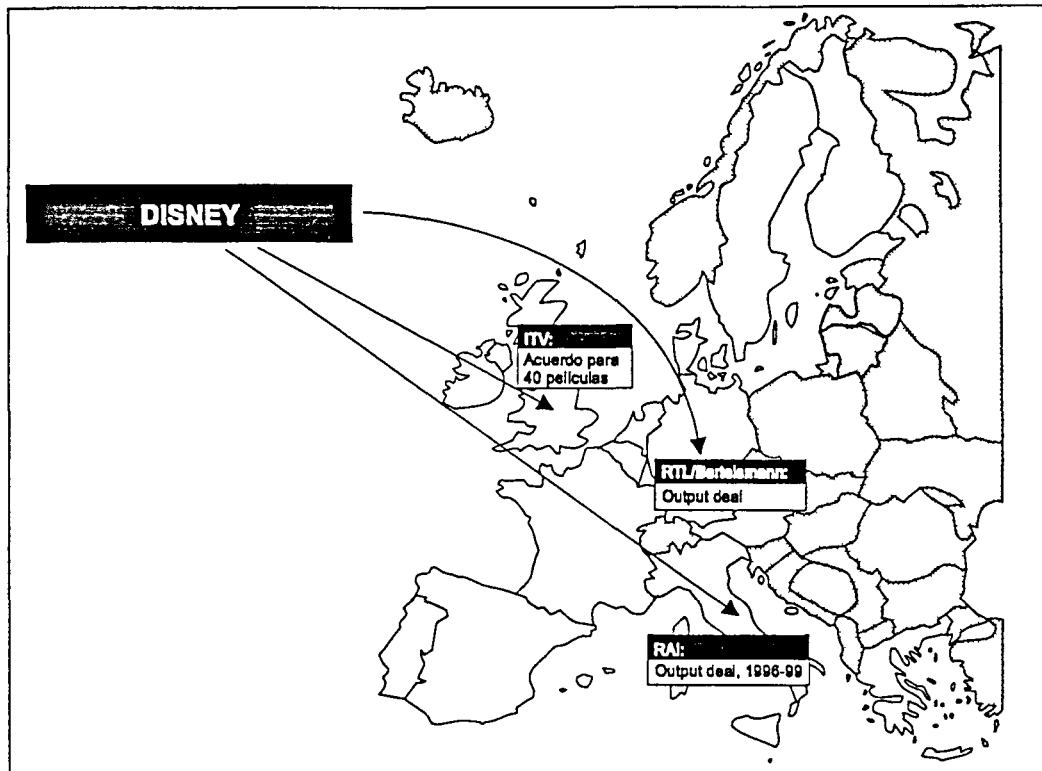 DISNEY
ITV:
Acuerdo para
40 películas
RTL/Bertelsmann:
Output deal
RAI:
Output deal, 1996-99